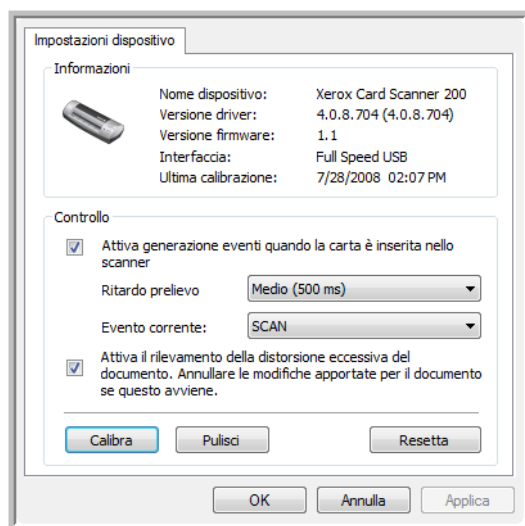 Impostazioni dispositivo
Informazioni
Nome dispositivo: Xerox Card Scanner 200
Versione driver: 4.0.8.704 (4.0.8.704)
Versione firmware: 1.1
Interfaccia: Full Speed USB
Ultima calibrazione: 7/28/2008 02:07 PM
Controllo
Attiva generazione eventi quando la carta è inserita nello
scanner
Ritardo prelievo Medio (500 ms)
Evento corrente: SCAN
Attiva il rilevamento della distorsione eccessiva del
documento. Annullare le modifiche apportate per il documento
se questo avviene.
Calibra Pulisci Resetta
OK Annulla Applica